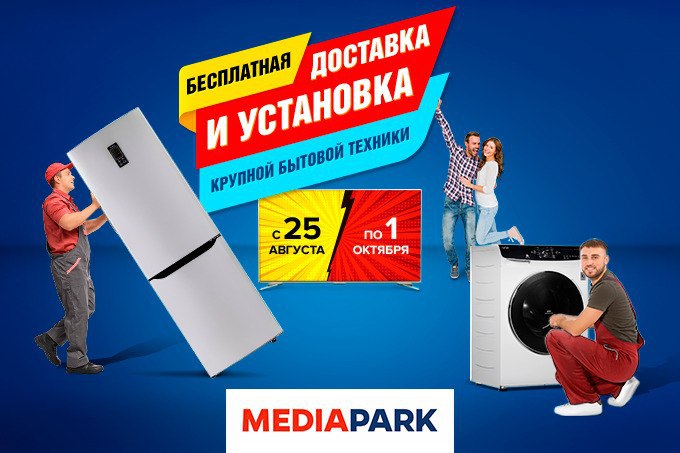 БЕСПЛАТНАЯ
ДОСТАВКА
И УСТАНОВКА
КРУПНОЙ БЫТОВОЙ ТЕХНИКИ
С 25
АВГУСТА
ПО 1
ОКТЯБРЯ
MEDIAPARK